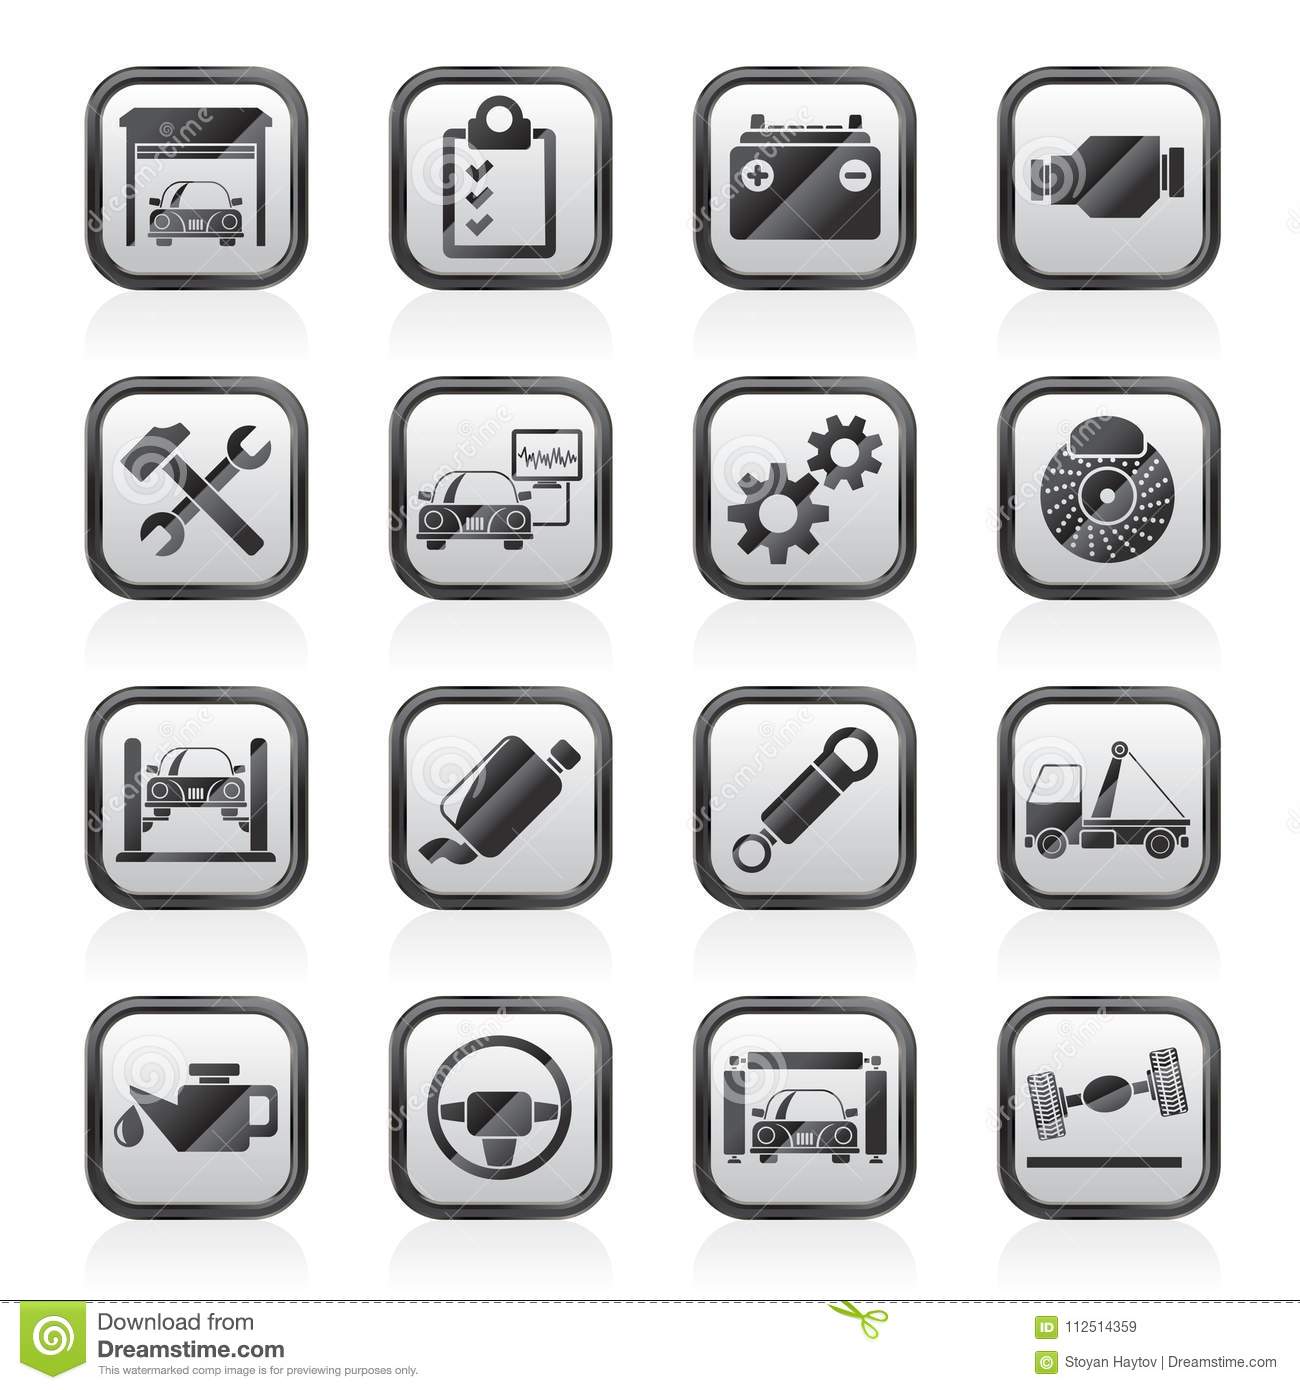 Download from
Dreamstime.com
This watermarked comp image is for previewing purposes only.
ID 112514359
© Stoyan Haytov | Dreamstime.com